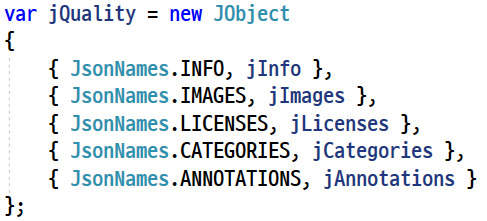 var jQuality = new JObject
{
    { JsonNames.INFO, jInfo },
    { JsonNames.IMAGES, jImages },
    { JsonNames.LICENSES, jLicenses },
    { JsonNames.CATEGORIES, jCategories },
    { JsonNames.ANNOTATIONS, jAnnotations }
};